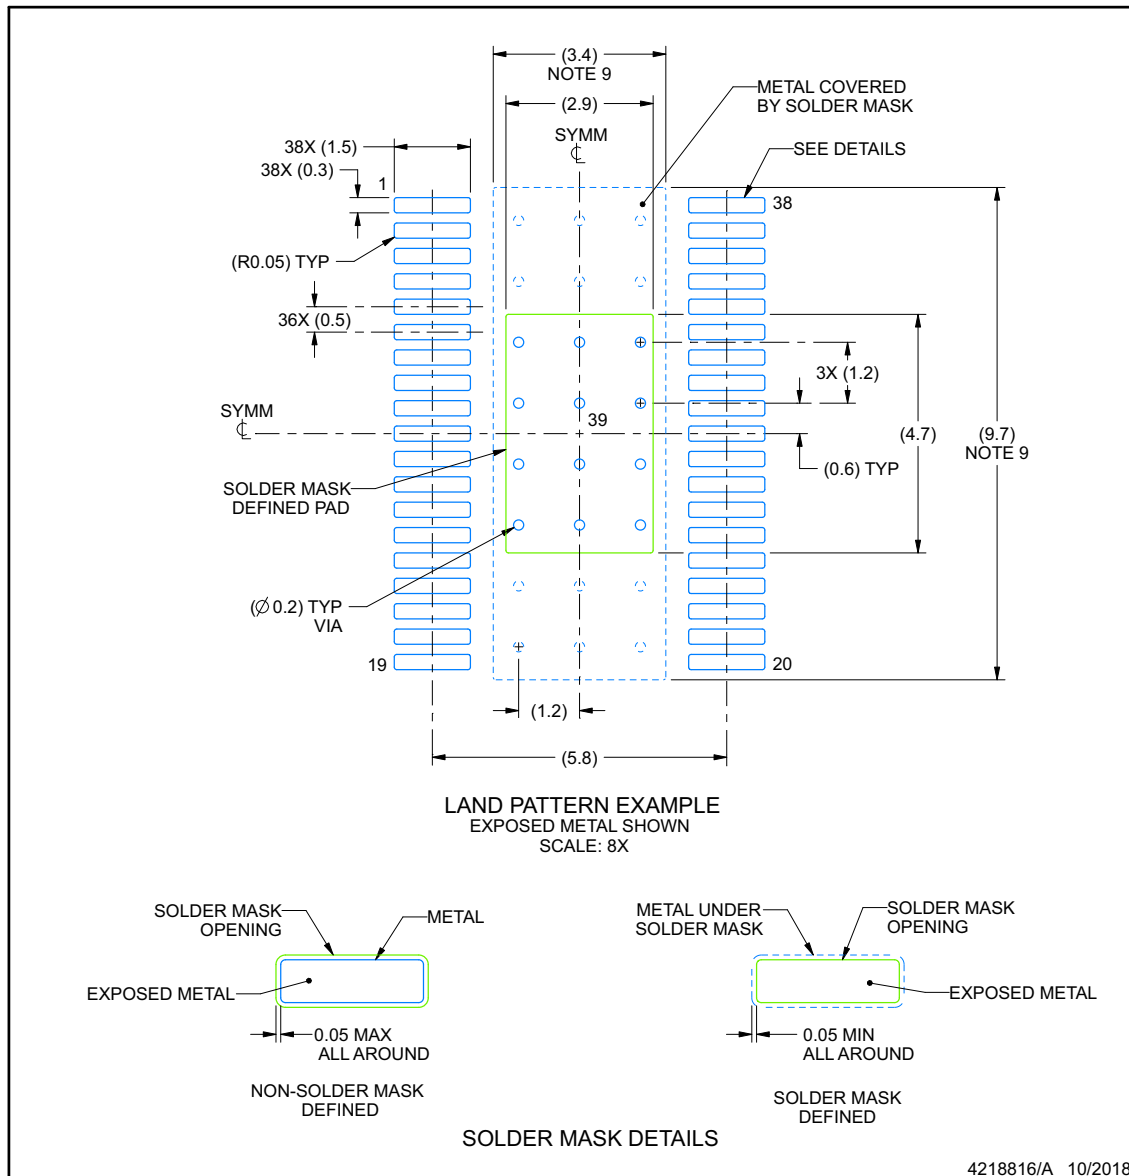 (3.4)
NOTE 9
METAL COVERED
BY SOLDER MASK
(2.9)
SYMM
℄
38X (1.5)
SEE DETAILS
38X (0.3)
1
38
(R0.05) TYP
36X (0.5)
3X (1.2)
SYMM
℄
39
(4.7)
(9.7)
NOTE 9
(0.6) TYP
SOLDER MASK
DEFINED PAD
(Ø 0.2) TYP
VIA
19
20
(1.2)
(5.8)
LAND PATTERN EXAMPLE
EXPOSED METAL SHOWN
SCALE: 8X
SOLDER MASK
OPENING
METAL
EXPOSED METAL
0.05 MAX
ALL AROUND
NON-SOLDER MASK
DEFINED
METAL UNDER
SOLDER MASK
SOLDER MASK
OPENING
EXPOSED METAL
0.05 MIN
ALL AROUND
SOLDER MASK
DEFINED
SOLDER MASK DETAILS
4218816/A 10/2018